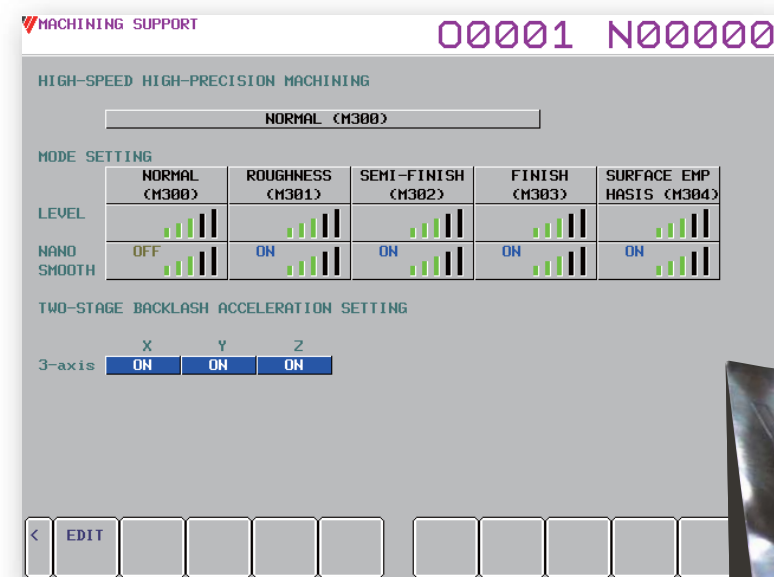 MACHINING SUPPORT
O0001 N00000
HIGH-SPEED HIGH-PRECISION MACHINING
NORMAL (M300)
MODE SETTING
NORMAL (M300) ROUGHNESS (M301) SEMI-FINISH (M302) FINISH (M303) SURFACE EMP HASIS (M304)
LEVEL
NANO SMOOTH OFF ON ON ON ON
TWO-STAGE BACKLASH ACCELERATION SETTING
X Y Z
3-axis ON ON ON
< EDIT